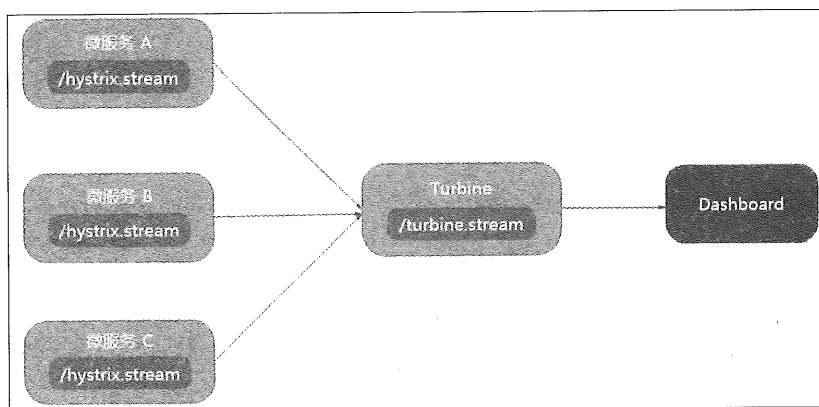 微服务 A
/hystrix.stream
微服务 B
/hystrix.stream
微服务 C
/hystrix.stream
Turbine
/turbine.stream
Dashboard